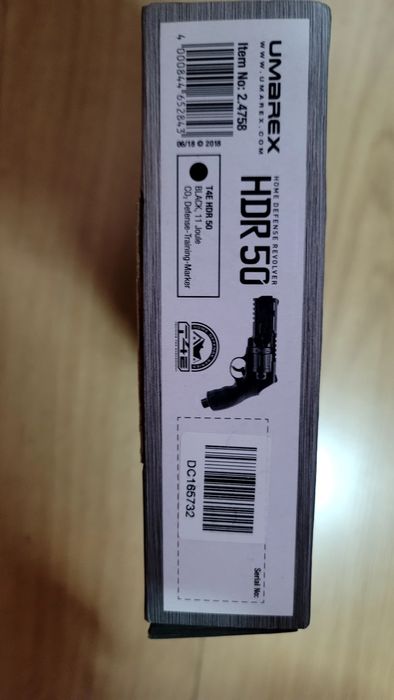 UMAREX
WWW.UMAREX.COM
Item No: 2.4758
4 000844 652843
06/18 © 2018
HOME DEFENSE REVOLVER
HDR 50
T4E HDR 50
BLACK, 11 Joule
CO₂ Defense-Training-Marker
T4E
Serial No:
DC165732